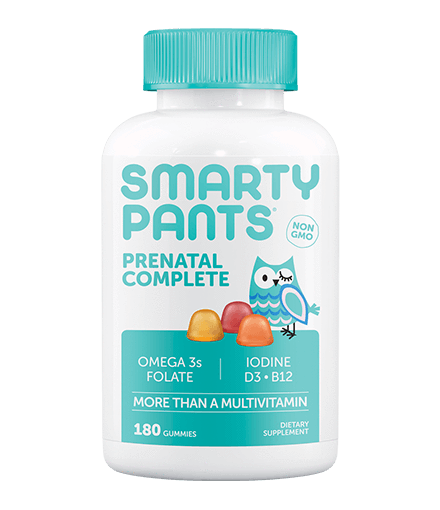 SMARTY
PANTS®
NON
GMO
PRENATAL
COMPLETE
OMEGA 3s
FOLATE
IODINE
D3 • B12
MORE THAN A MULTIVITAMIN
180 GUMMIES
DIETARY
SUPPLEMENT